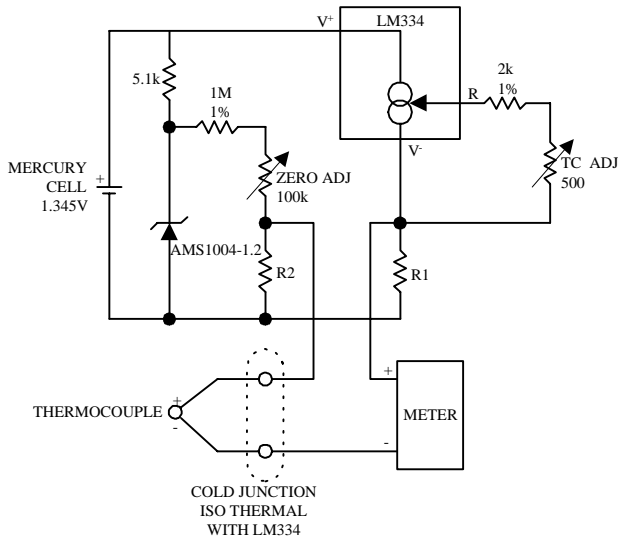 V+
LM334
5.1k
1M
1%
2k
1%
R
V-
MERCURY
CELL
1.345V
+
ZERO ADJ
100k
TC ADJ
500
AMS1004-1.2
R2
R1
THERMOCOUPLE
+
-
+
-
METER
COLD JUNCTION
ISO THERMAL
WITH LM334